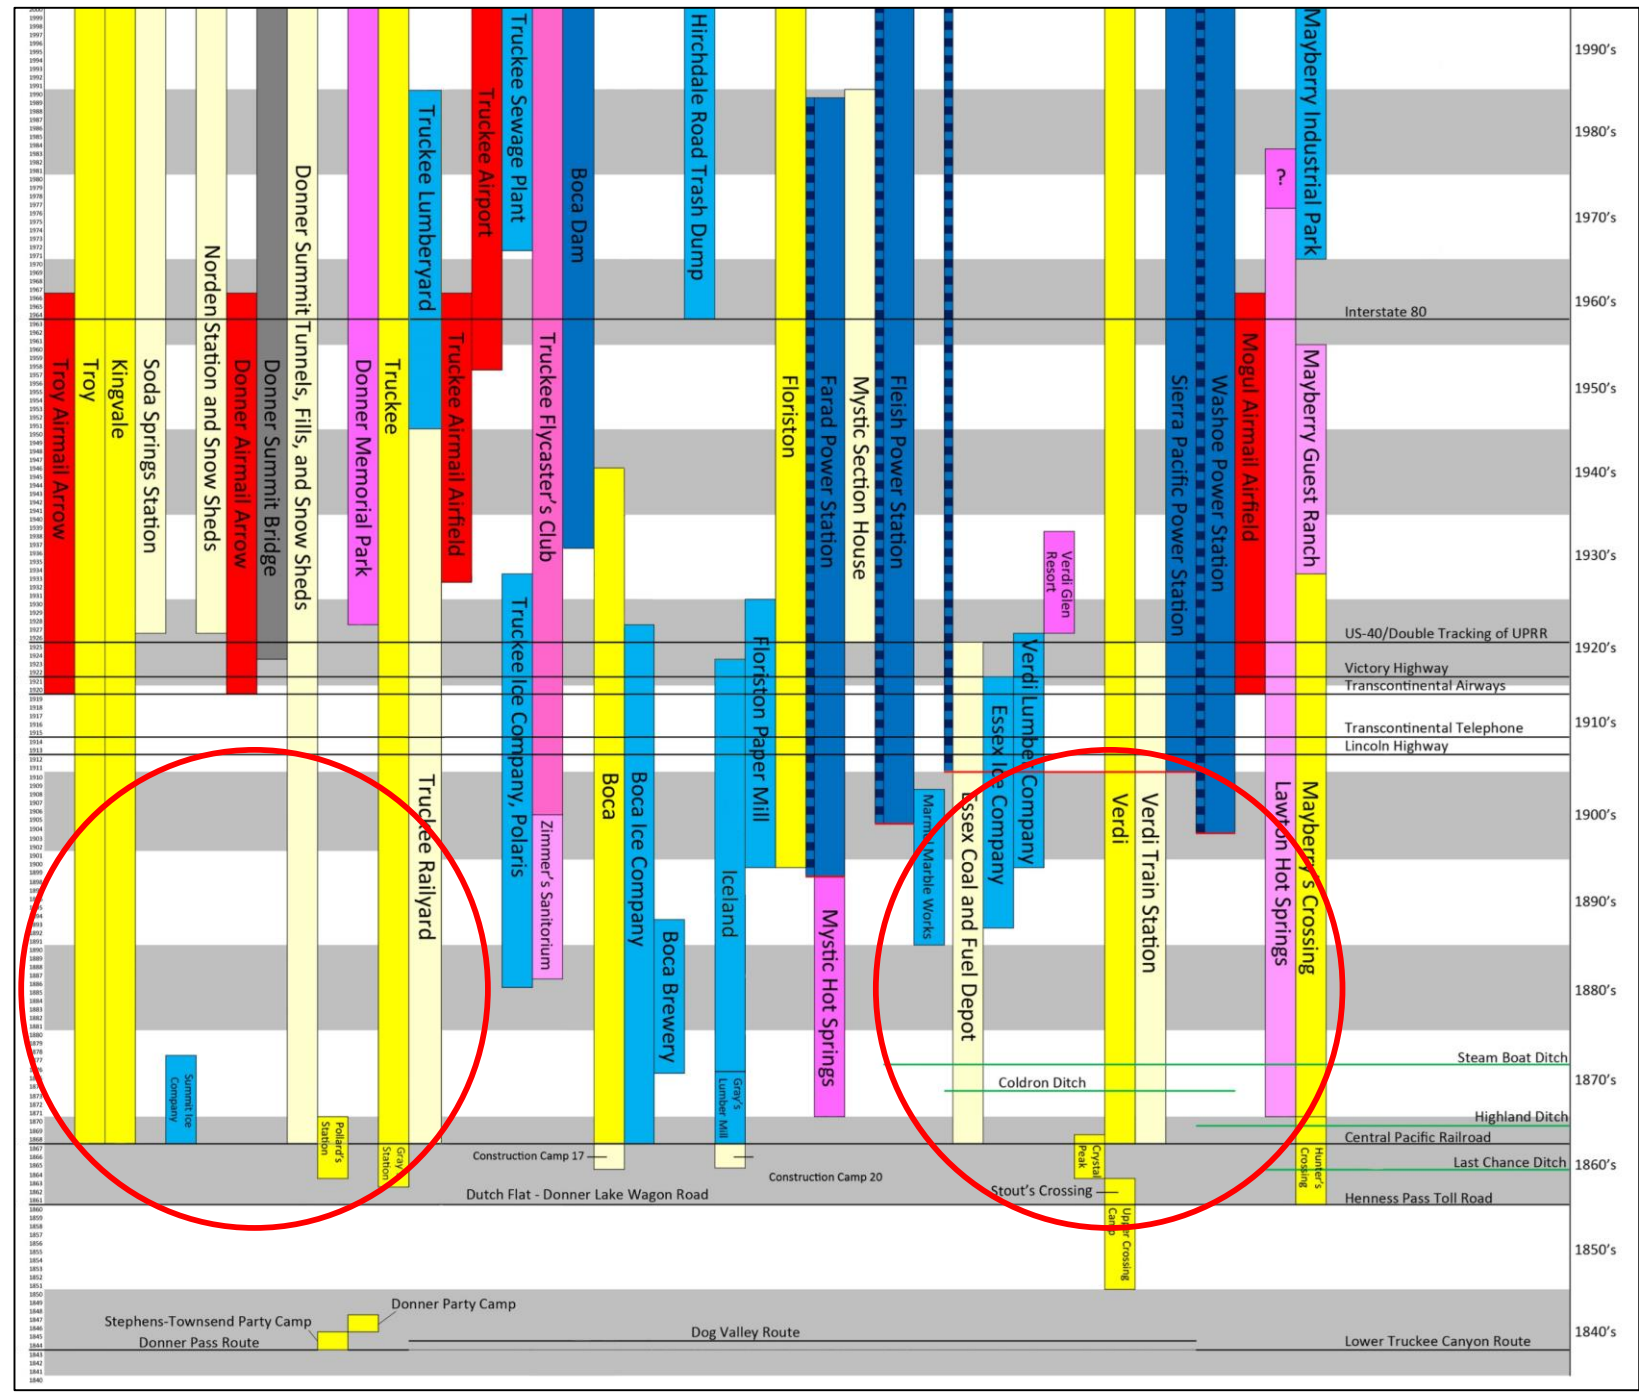 Troy Airmail Arrow
Troy
Kingvale
Soda Springs Station
Summit Ice
Company
Norden Station and Snow Sheds
Donner Airmail Arrow
Donner Summit Bridge
Donner Summit Tunnels, Fills, and Snow Sheds
Pollard's
Station
Donner Memorial Park
Truckee
Gray
Station
Truckee Lumberyard
Truckee Railyard
Truckee Airmail Airfield
Truckee Airport
Truckee Sewage Plant
Truckee Ice Company, Polaris
Truckee Flycaster's Club
Zimmer's Sanitorium
Boca Dam
Boca
Boca Ice Company
Boca Brewery
Hirchdale Road Trash Dump
Iceland
Gray's
Lumber Mill
Floriston Paper Mill
Floriston
Farad Power Station
Mystic Hot Springs
Mystic Section House
Fleish Power Station
Marmol Marble Works
Essex Coal and Fuel Depot
Essex Ice Company
Verdi Lumber Company
Verdi Glen
Resort
Crystal
Peak
Verdi
Upper Crossing
Camp
Verdi Train Station
Sierra Pacific Power Station
Washoe Power Station
Mogul Airmail Airfield
?
Lawton Hot Springs
Mayberry Industrial Park
Mayberry Guest Ranch
Mayberry's Crossing
Hunter's
Crossing
1990's
1980's
1970's
1960's
Interstate 80
1950's
1940's
1930's
US-40/Double Tracking of UPRR
1920's
Victory Highway
Transcontinental Airways
1910's
Transcontinental Telephone
Lincoln Highway
1900's
1890's
1880's
Steam Boat Ditch
Coldron Ditch
1870's
Highland Ditch
Central Pacific Railroad
Construction Camp 17
Last Chance Ditch
1860's
Construction Camp 20
Dutch Flat - Donner Lake Wagon Road
Stout's Crossing
Henness Pass Toll Road
1850's
Donner Party Camp
Stephens-Townsend Party Camp
Donner Pass Route
Dog Valley Route
Lower Truckee Canyon Route
1840's